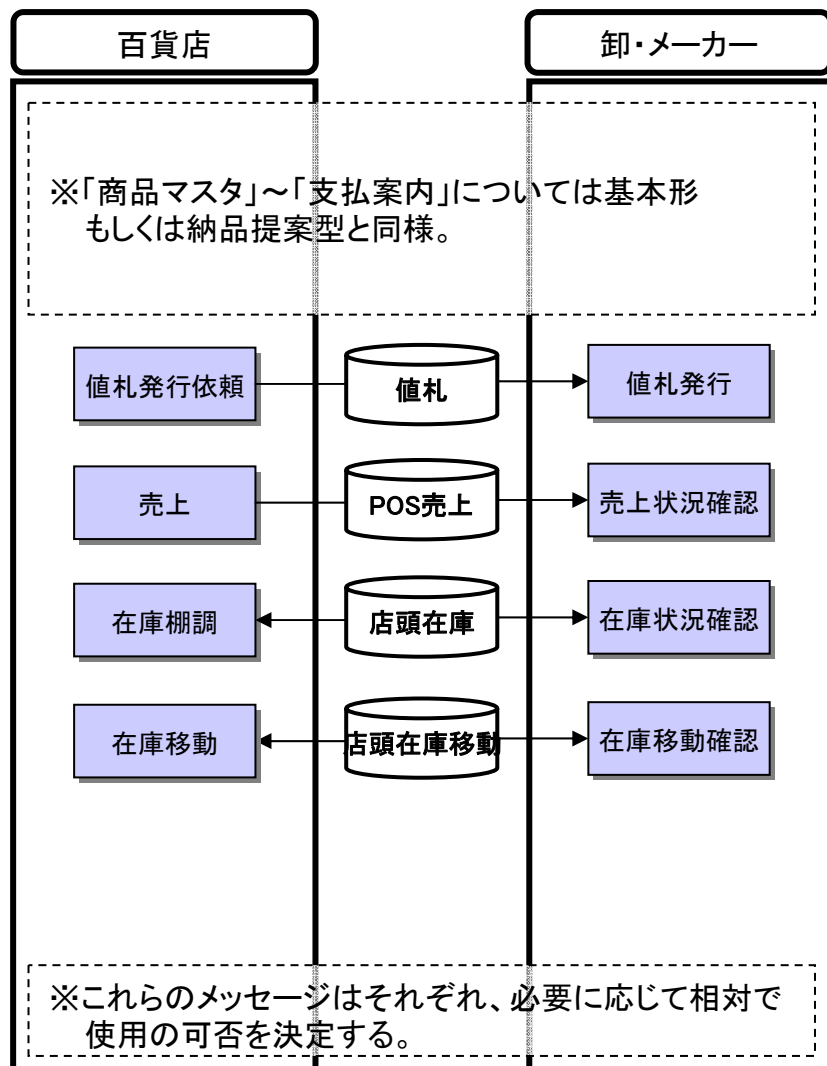 百貨店
卸・メーカー
※「商品マスタ」～「支払案内」については基本形
もしくは納品提案型と同様。
値札発行依頼
値札
値札発行
売上
POS売上
売上状況確認
在庫棚調
店頭在庫
在庫状況確認
在庫移動
店頭在庫移動
在庫移動確認
※これらのメッセージはそれぞれ、必要に応じて相対で
使用の可否を決定する。